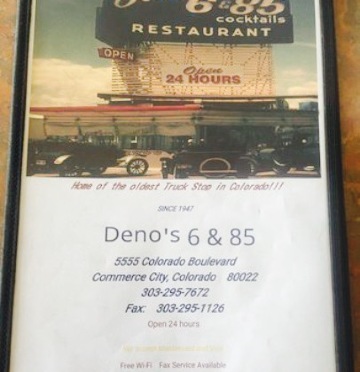 6 & 85
cocktails
RESTAURANT
OPEN
Open
24 HOURS
Home of the oldest Truck Stop in Colorado!!!
SINCE 1947
Deno's 6 & 85
5555 Colorado Boulevard
Commerce City, Colorado 80022
303-295-7672
Fax: 303-295-1126
Open 24 hours
Free Wi-Fi Fax Service Available